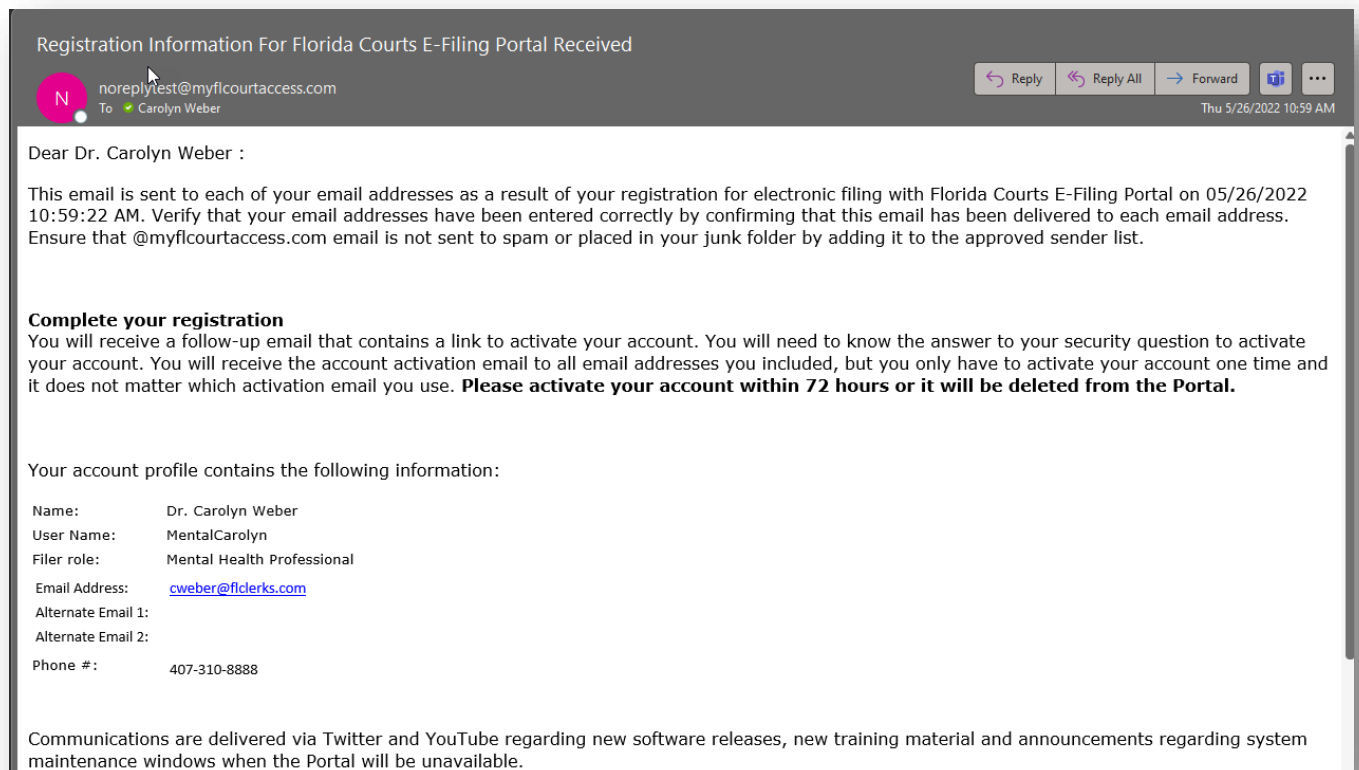 Registration Information For Florida Courts E-Filing Portal Received
N
noreplytest@myflcourtaccess.com
To Carolyn Weber
Reply
Reply All
Forward
Thu 5/26/2022 10:59 AM
Dear Dr. Carolyn Weber :
This email is sent to each of your email addresses as a result of your registration for electronic filing with Florida Courts E-Filing Portal on 05/26/2022
10:59:22 AM. Verify that your email addresses have been entered correctly by confirming that this email has been delivered to each email address.
Ensure that @myflcourtaccess.com email is not sent to spam or placed in your junk folder by adding it to the approved sender list.
Complete your registration
You will receive a follow-up email that contains a link to activate your account. You will need to know the answer to your security question to activate
your account. You will receive the account activation email to all email addresses you included, but you only have to activate your account one time and
it does not matter which activation email you use. Please activate your account within 72 hours or it will be deleted from the Portal.
Your account profile contains the following information:
Name: Dr. Carolyn Weber
User Name: MentalCarolyn
Filer role: Mental Health Professional
Email Address: cweber@flclerks.com
Alternate Email 1:
Alternate Email 2:
Phone #: 407-310-8888
Communications are delivered via Twitter and YouTube regarding new software releases, new training material and announcements regarding system
maintenance windows when the Portal will be unavailable.